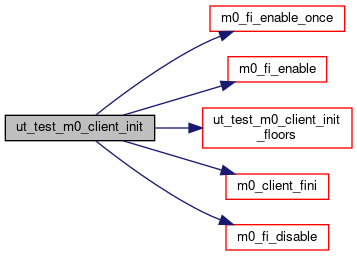 m0_fi_enable_once
m0_fi_enable
ut_test_m0_client_init
ut_test_m0_client_init
_floors
m0_client_fini
m0_fi_disable